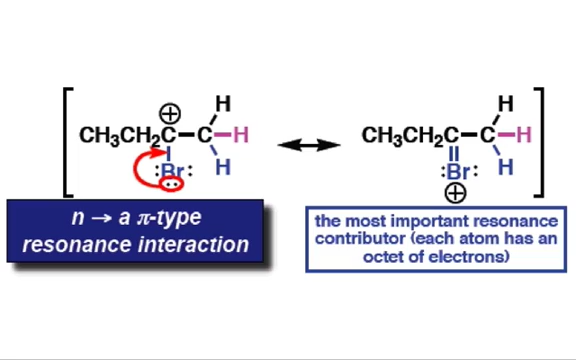 H H
⊕
CH₃CH₂C–C–H ↔ CH₃CH₂C–C–H
:Br: H :Br: H
⊕
n → a π-type
resonance interaction
the most important resonance
contributor (each atom has an
octet of electrons)